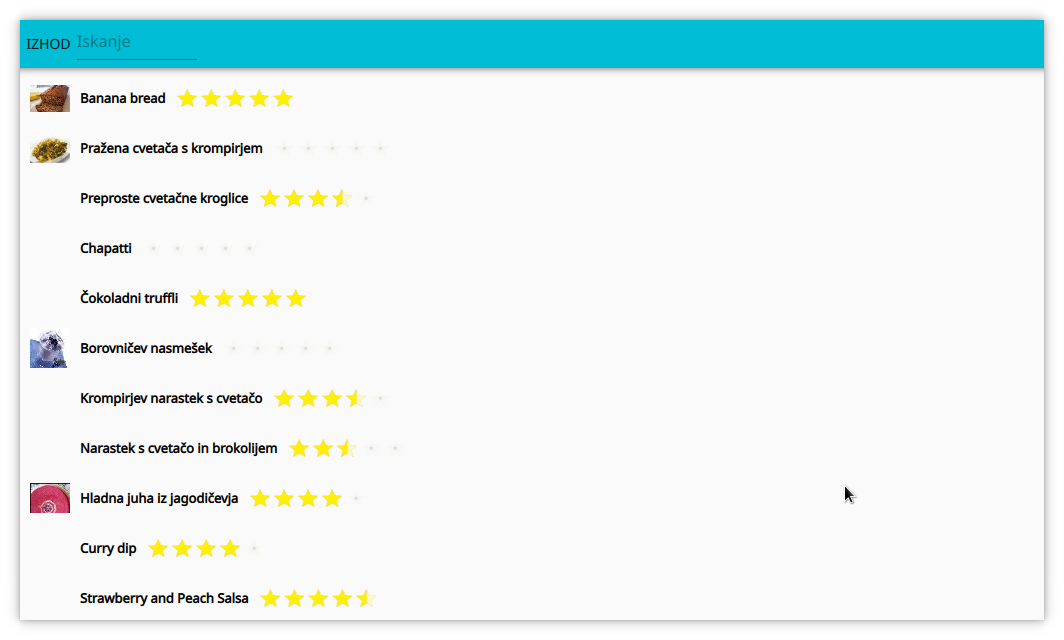 IZHOD Iskanje
Banana bread
Pražena cvetača s krompirjem
Preproste cvetačne kroglice
Chapatti
Čokoladni truffli
Borovničev nasmešek
Krompirjev narastek s cvetačo
Narastek s cvetačo in brokolijem
Hladna juha iz jagodičevja
Curry dip
Strawberry and Peach Salsa